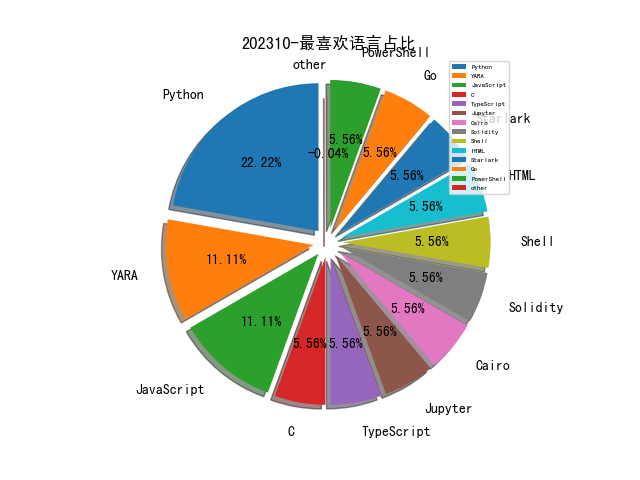 202310-最喜欢语言占比
PowerShell
other
Go
Python
Starlark
HTML
Shell
Solidity
Cairo
Jupyter
TypeScript
C
JavaScript
YARA
22.22%
11.11%
11.11%
5.56%
5.56%
5.56%
5.56%
5.56%
5.56%
5.56%
5.56%
5.56%
5.56%
-0.04%
Python
YARA
JavaScript
C
TypeScript
Jupyter
Cairo
Solidity
Shell
HTML
Starlark
Go
PowerShell
other